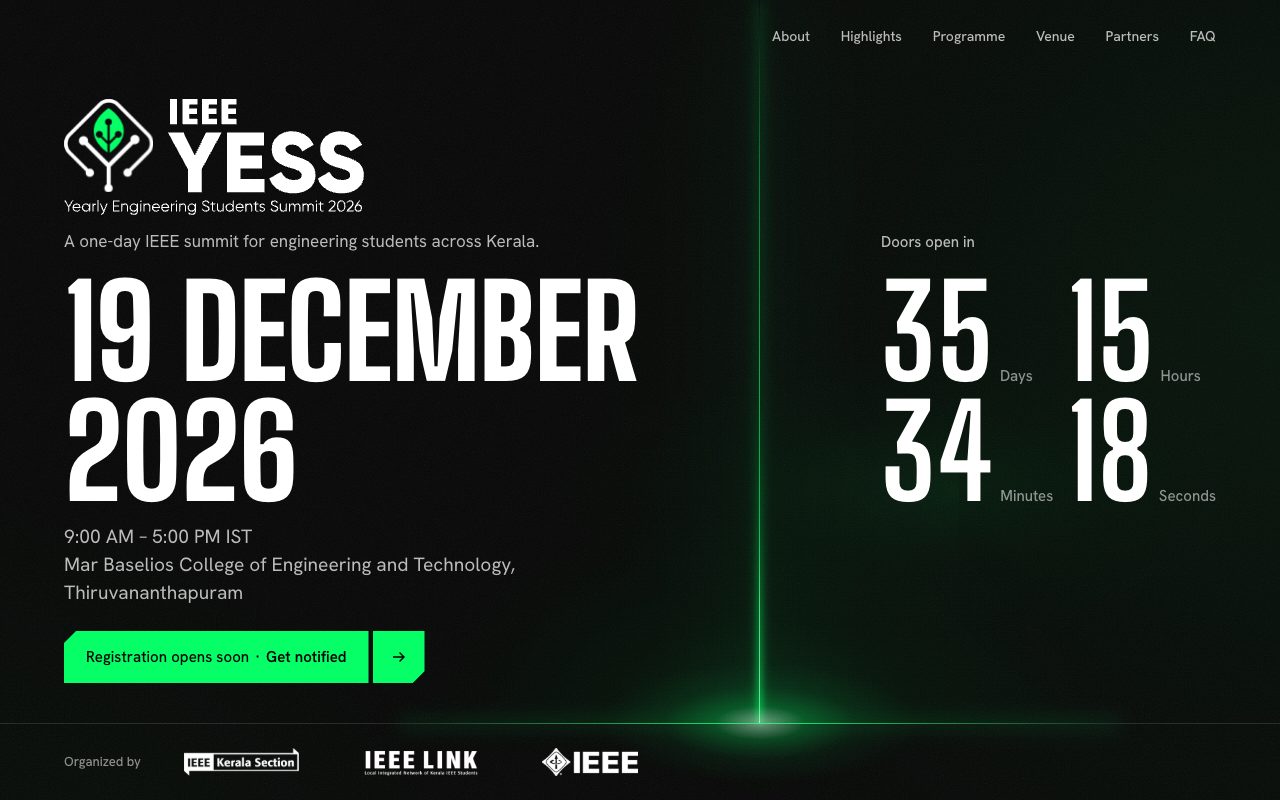 About Highlights Programme Venue Partners FAQ
IEEE
YESS
Yearly Engineering Students Summit 2026
A one-day IEEE summit for engineering students across Kerala.
19 DECEMBER
2026
9:00 AM – 5:00 PM IST
Mar Baselios College of Engineering and Technology,
Thiruvananthapuram
Registration opens soon · Get notified →
Doors open in
35 Days 15 Hours
34 Minutes 18 Seconds
Organized by
IEEE Kerala Section
IEEE LINK
Local Integrated Network of Kerala IEEE Students
IEEE